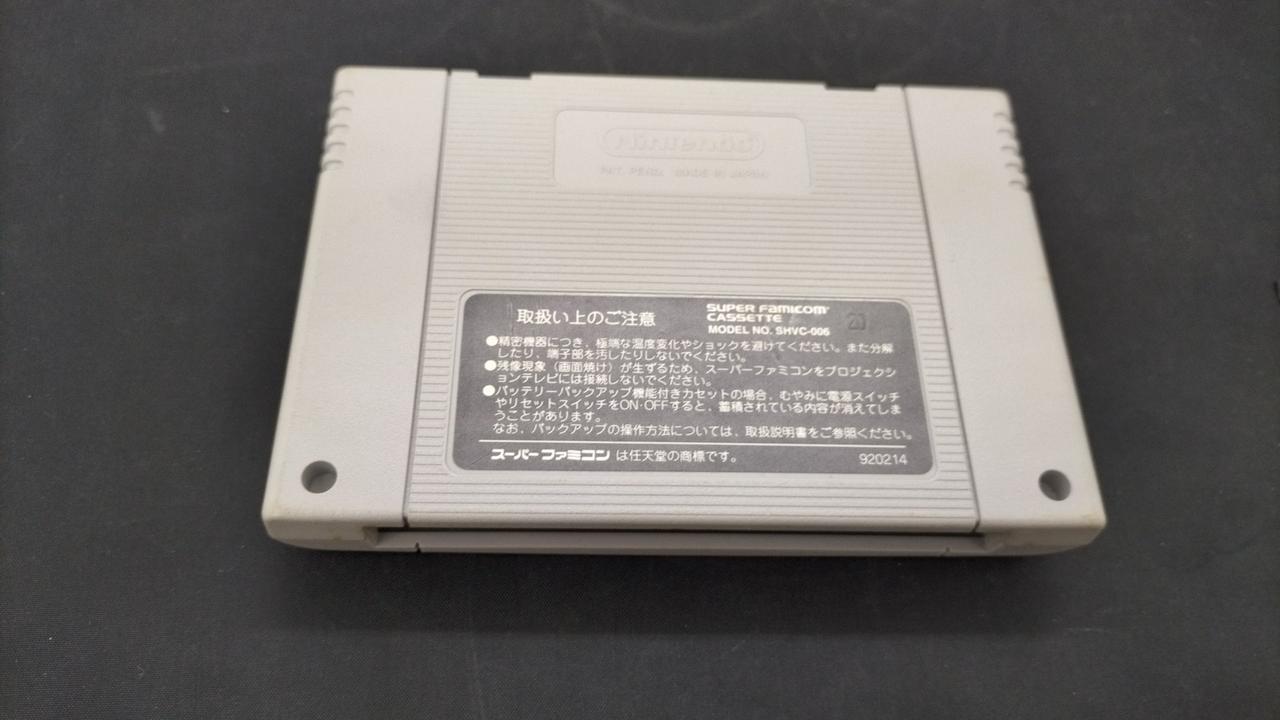 Nintendo
PAT. PEND. MADE IN JAPAN
取扱い上のご注意
SUPER FAMICOM
CASSETTE
MODEL NO. SHVC-006
●精密機器につき、極端な温度変化やショックを避けてください。また分解
したり、端子部を汚したりしないでください。
●残像現象（画面焼け）が生ずるため、スーパーファミコンをプロジェクシ
ョンテレビには接続しないでください。
●バッテリーバックアップ機能付きカセットの場合、むやみに電源スイッチ
やリセットスイッチをON・OFFすると、蓄積されている内容が消えてしま
うことがあります。
なお、バックアップの操作方法については、取扱説明書をご参照ください。
スーパーファミコン は任天堂の商標です。
920214